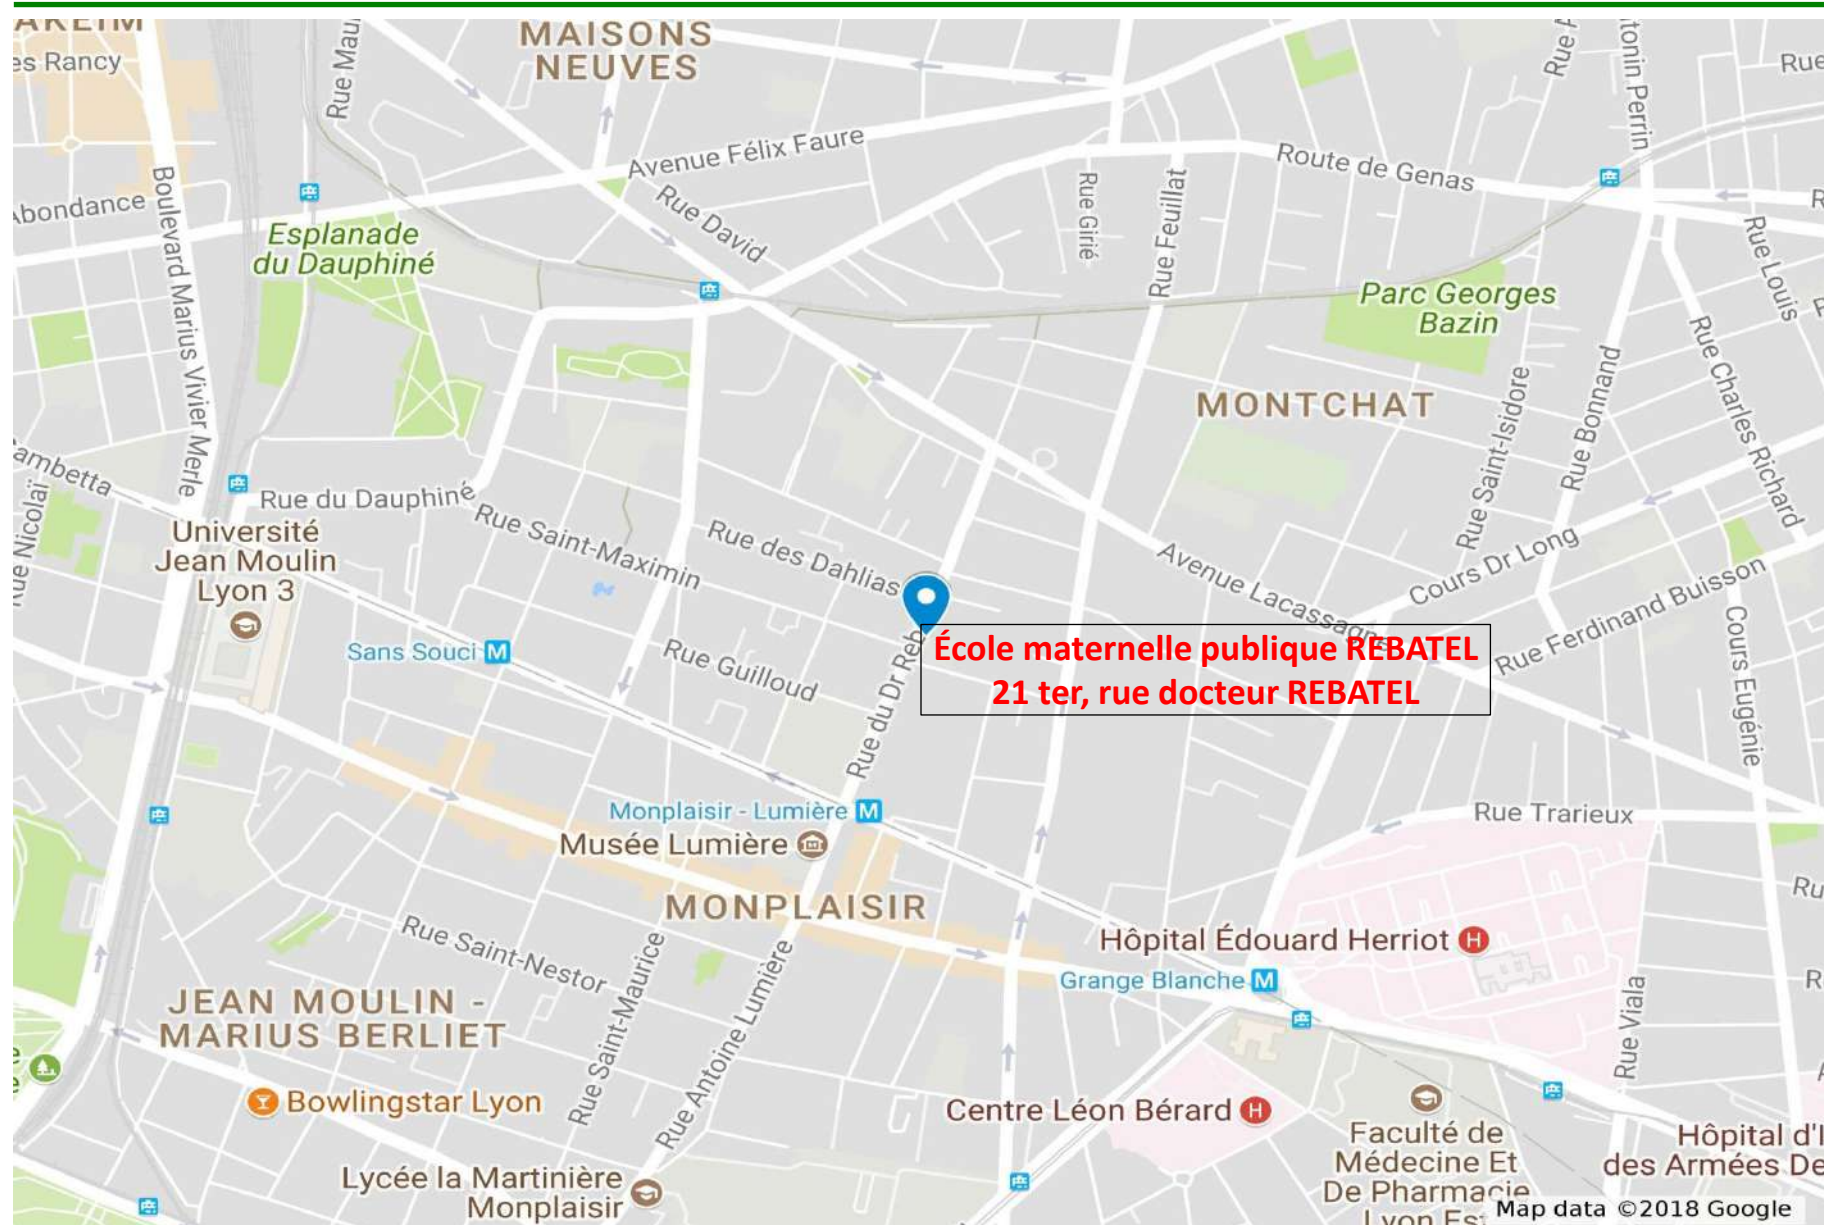 AKEIM
es Rancy
Rue Mau
MAISONS
NEUVES
Rue
Rue
Avenue Félix Faure
Rue David
Rue Girié
Rue Feuillat
Route de Genas
tonin Perrin
bondance
Boulevard Marius Vivier Merle
Esplanade
du Dauphiné
Parc Georges
Bazin
Rue Louis
MONTCHAT
Rue Saint-Isidore
Rue Bonnand
Rue Charles Richard
ambetta
Rue Nicolaï
Rue du Dauphiné
Université
Jean Moulin
Lyon 3
Rue Saint-Maximin
Rue des Dahlias
Avenue Lacassagne
Cours Dr Long
Rue Ferdinand Buisson
Cours Eugénie
Sans Souci M
Rue Guilloud
Rue du Dr Reb
École maternelle publique REBATEL
21 ter, rue docteur REBATEL
Monplaisir - Lumière M
Musée Lumière
Rue Trarieux
MONPLAISIR
Ru
Rue Saint-Nestor
Rue Saint-Maurice
Rue Antoine Lumière
Hôpital Édouard Herriot H
Grange Blanche M
Rue Viala
JEAN MOULIN -
MARIUS BERLIET
Bowlingstar Lyon
Centre Léon Bérard H
Faculté de
Médecine Et
De Pharmacie
Lyon Es
Hôpital d'I
des Armées De
Lycée la Martinière
Monplaisir
Map data ©2018 Google